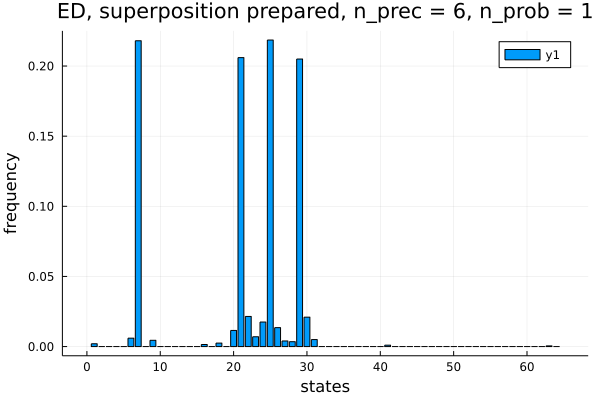 ED, superposition prepared, n_prec = 6, n_prob = 1
y1
frequency
0.20
0.15
0.10
0.05
0.00
0 10 20 30 40 50 60
states